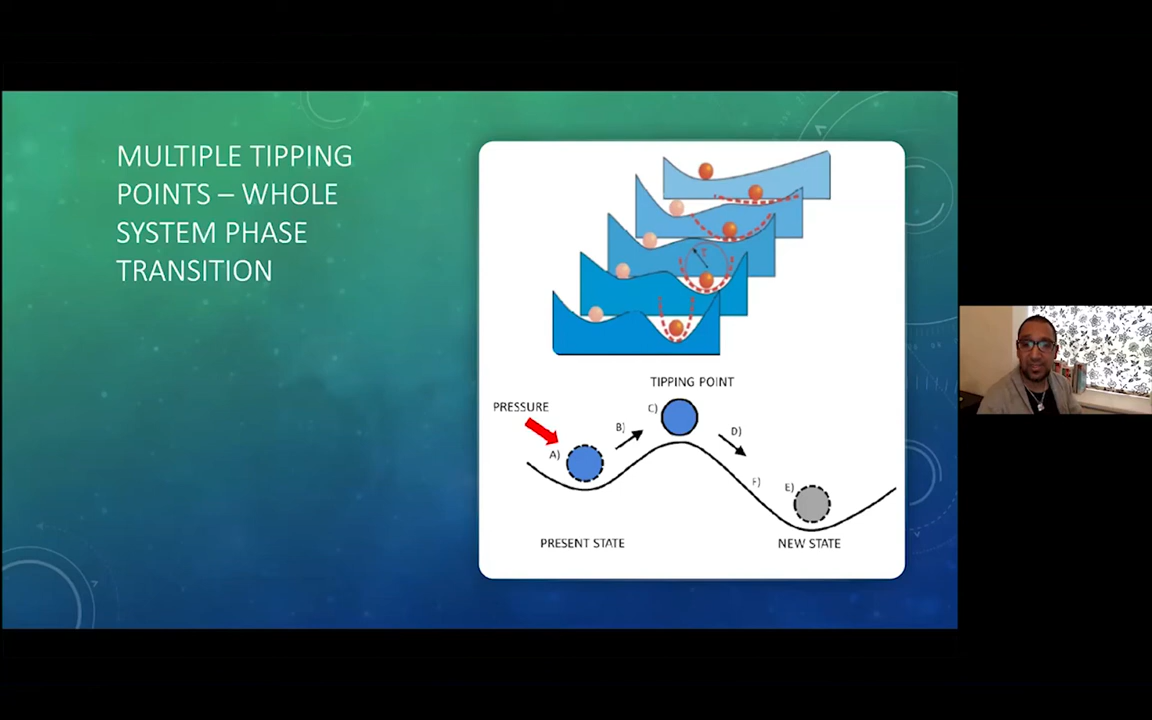 MULTIPLE TIPPING
POINTS – WHOLE
SYSTEM PHASE
TRANSITION
TIPPING POINT
PRESSURE
C)
B)
D)
A)
F)
E)
PRESENT STATE
NEW STATE